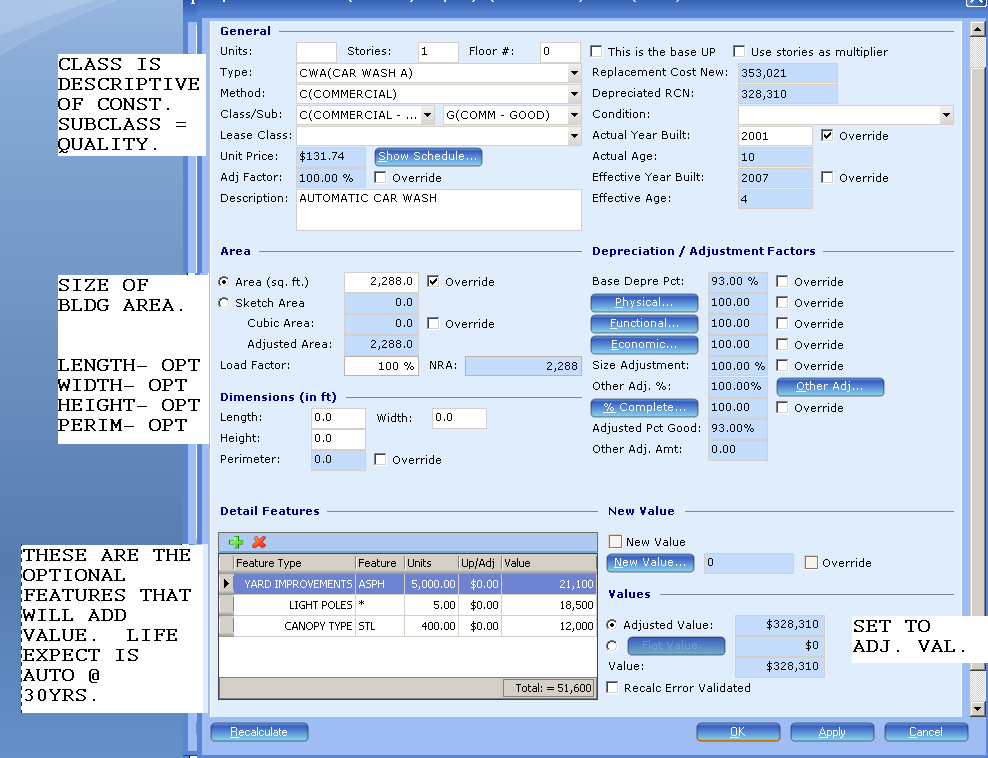 CLASS IS
DESCRIPTIVE
OF CONST.
SUBCLASS =
QUALITY.
SIZE OF
BLDG AREA.
LENGTH- OPT
WIDTH- OPT
HEIGHT- OPT
PERIM- OPT
THESE ARE THE
OPTIONAL
FEATURES THAT
WILL ADD
VALUE. LIFE
EXPECT IS
AUTO @
30YRS.
General
Units: Stories: 1 Floor #: 0
Type: CWA(CAR WASH A)
Method: C(COMMERCIAL)
Class/Sub: C(COMMERCIAL - ... G(COMM - GOOD)
Lease Class:
Unit Price: $131.74 Show Schedule...
Adj Factor: 100.00 % Override
Description: AUTOMATIC CAR WASH
This is the base UP Use stories as multiplier
Replacement Cost New: 353,021
Depreciated RCN: 328,310
Condition:
Actual Year Built: 2001 Override
Actual Age: 10
Effective Year Built: 2007 Override
Effective Age: 4
Area
Area (sq. ft.) 2,288.0 Override
Sketch Area 0.0
Cubic Area: 0.0 Override
Adjusted Area: 2,288.0
Load Factor: 100 % NRA: 2,288
Dimensions (in ft)
Length: 0.0 Width: 0.0
Height: 0.0
Perimeter: 0.0 Override
Depreciation / Adjustment Factors
Base Depre Pct: 93.00 % Override
Physical... 100.00 Override
Functional... 100.00 Override
Economic... 100.00 Override
Size Adjustment: 100.00 % Override
Other Adj. %: 100.00% Other Adj...
% Complete... 100.00 Override
Adjusted Pct Good: 93.00%
Other Adj. Amt: 0.00
Detail Features
Feature Type Feature Units Up/Adj Value
YARD IMPROVEMENTS ASPH 5,000.00 $0.00 21,100
LIGHT POLES * 5.00 $0.00 18,500
CANOPY TYPE STL 400.00 $0.00 12,000
Total: = 51,600
New Value
New Value
New Value... 0 Override
Values
Adjusted Value: $328,310
Flat Value... $0
Value: $328,310
Recalc Error Validated
SET TO
ADJ. VAL.
Recalculate OK Apply Cancel